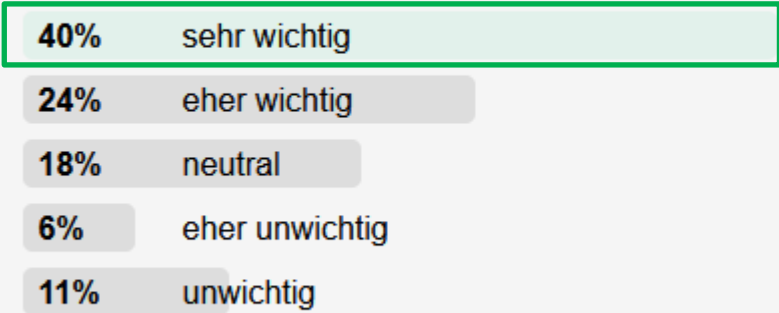 40% sehr wichtig
24% eher wichtig
18% neutral
6% eher unwichtig
11% unwichtig